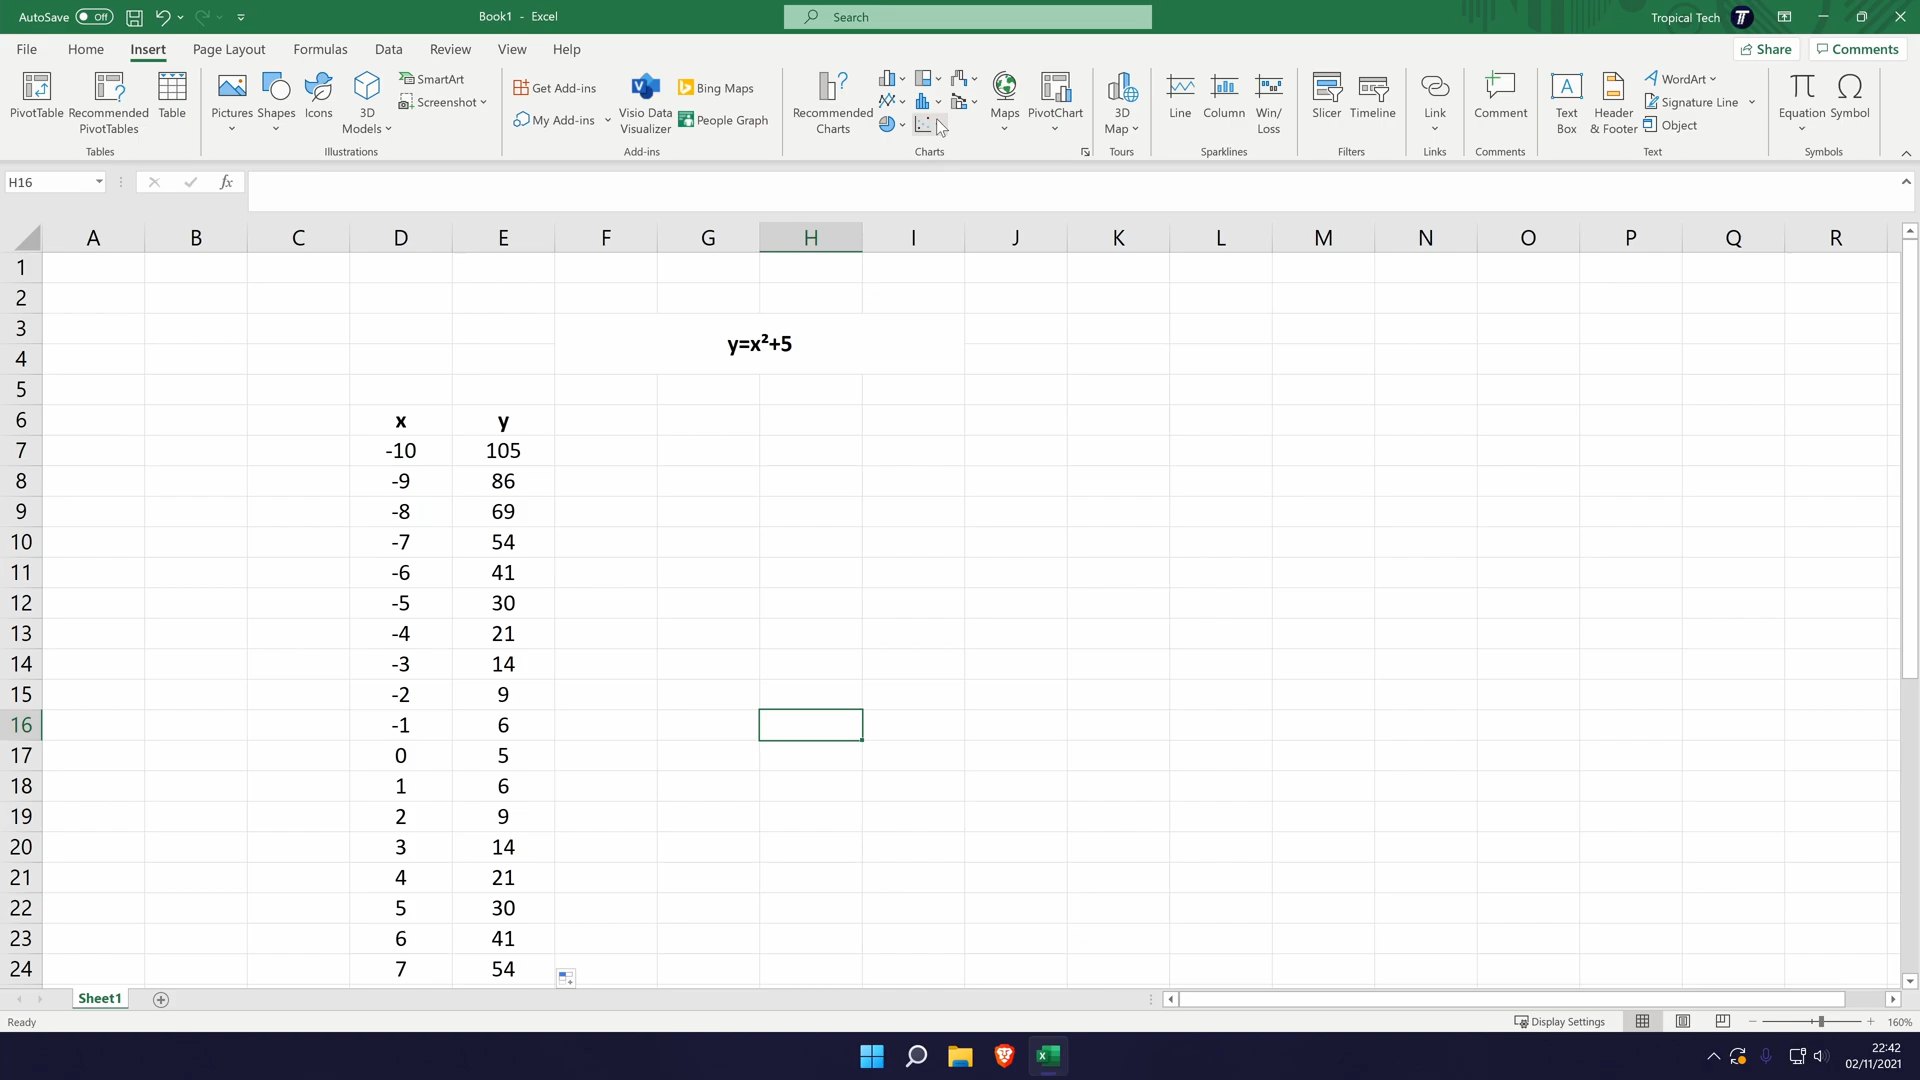 AutoSave Off Book1 - Excel Search Tropical Tech
File Home Insert Page Layout Formulas Data Review View Help Share Comments
PivotTable Recommended PivotTables Table
Tables
Pictures Shapes Icons 3D Models SmartArt Screenshot
Illustrations
Get Add-ins My Add-ins Visio Data Visualizer Bing Maps People Graph
Add-ins
Recommended Charts Maps PivotChart
Charts
3D Map
Tours
Line Column Win/Loss
Sparklines
Slicer Timeline
Filters
Link
Links
Comment
Comments
Text Box Header & Footer WordArt Signature Line Object
Text
Equation Symbol
Symbols
H16 fx
A B C D E F G H I J K L M N O P Q R
1
2
3
y=x²+5
4
5
6 x y
7 -10 105
8 -9 86
9 -8 69
10 -7 54
11 -6 41
12 -5 30
13 -4 21
14 -3 14
15 -2 9
16 -1 6
17 0 5
18 1 6
19 2 9
20 3 14
21 4 21
22 5 30
23 6 41
24 7 54
Sheet1
Ready Display Settings 160%
22:42
02/11/2021